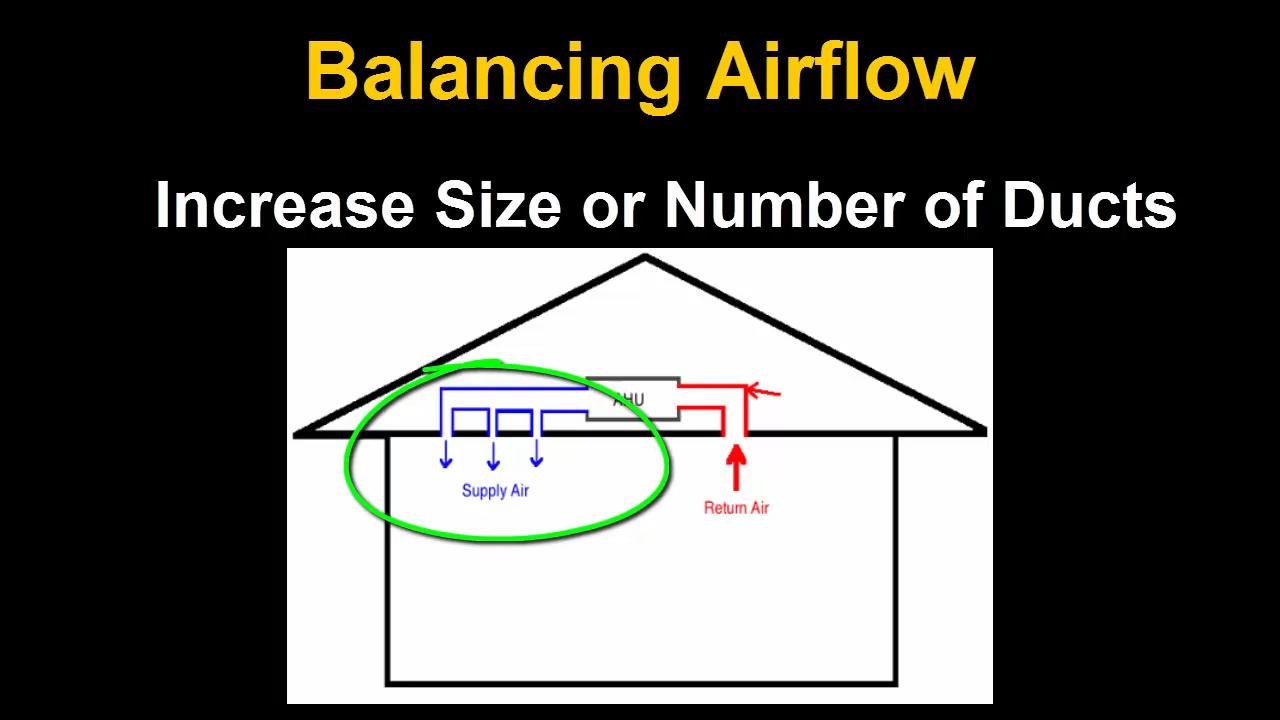 Balancing Airflow
Increase Size or Number of Ducts
AHU
Supply Air
Return Air